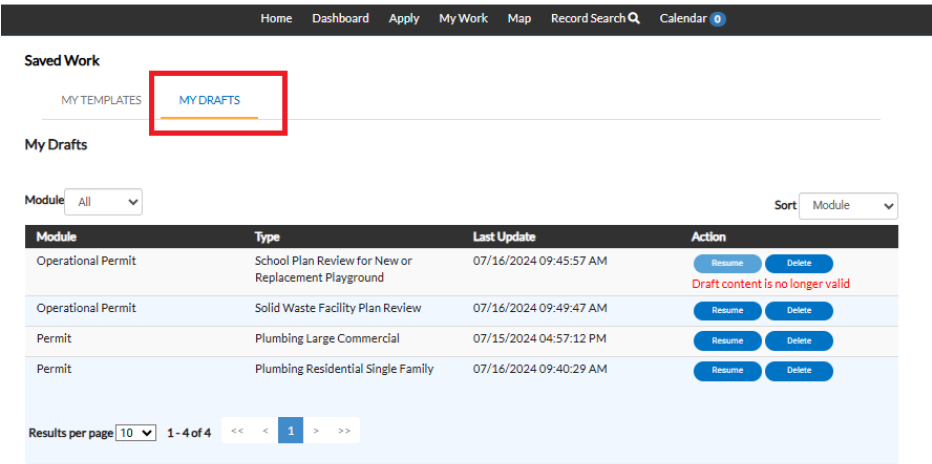 Home Dashboard Apply My Work Map Record Search Calendar 0
Saved Work
MY TEMPLATES MY DRAFTS
My Drafts
Module All Sort Module
Module Type Last Update Action
Operational Permit School Plan Review for New or 07/16/2024 09:45:57 AM Resume Delete
Replacement Playground Draft content is no longer valid
Operational Permit Solid Waste Facility Plan Review 07/16/2024 09:49:47 AM Resume Delete
Permit Plumbing Large Commercial 07/15/2024 04:57:12 PM Resume Delete
Permit Plumbing Residential Single Family 07/16/2024 09:40:29 AM Resume Delete
Results per page 10 1 - 4 of 4 << < 1 > >>